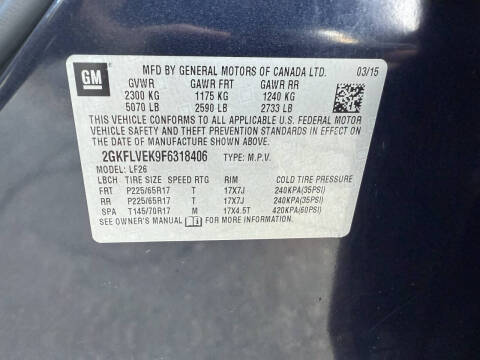 GM
MFD BY GENERAL MOTORS OF CANADA LTD. 03/15
GVWR GAWR FRT GAWR RR
2300 KG 1175 KG 1240 KG
5070 LB 2590 LB 2733 LB
THIS VEHICLE CONFORMS TO ALL APPLICABLE U.S. FEDERAL MOTOR
VEHICLE SAFETY AND THEFT PREVENTION STANDARDS IN EFFECT ON
THE DATE OF MANUFACTURE SHOWN ABOVE.
2GKFLVEK9F6318406 TYPE: M.P.V.
MODEL: LF26
LBCH TIRE SIZE SPEED RTG RIM COLD TIRE PRESSURE
FRT P225/65R17 T 17X7J 240KPA(35PSI)
RR P225/65R17 T 17X7J 240KPA(35PSI)
SPA T145/70R17 M 17X4.5T 420KPA(60PSI)
SEE OWNER'S MANUAL FOR MORE INFORMATION.